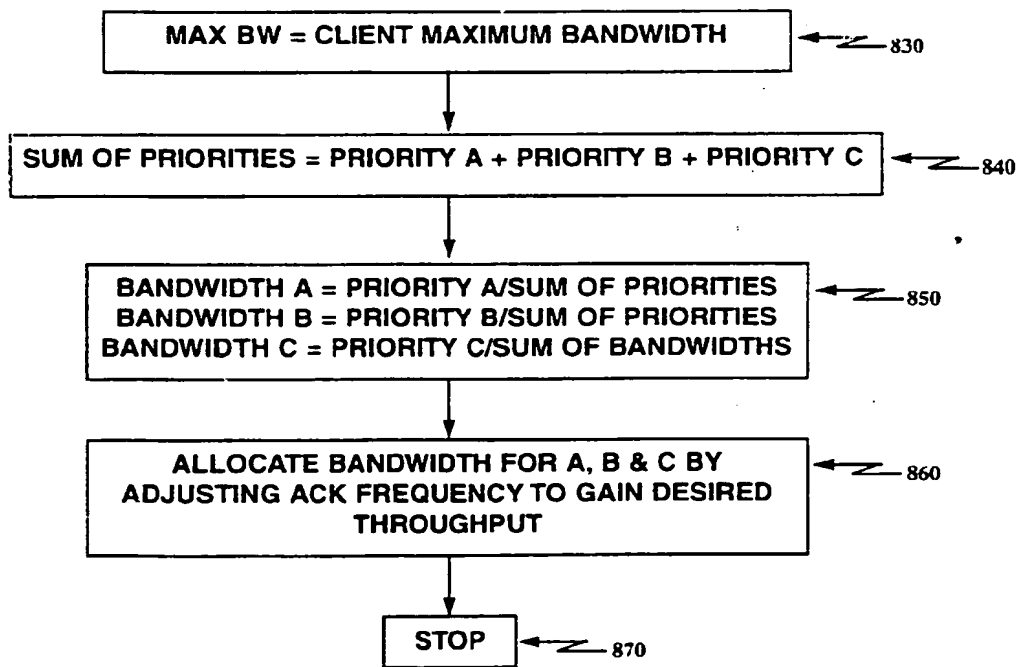 MAX BW = CLIENT MAXIMUM BANDWIDTH
830
SUM OF PRIORITIES = PRIORITY A + PRIORITY B + PRIORITY C
840
BANDWIDTH A = PRIORITY A/SUM OF PRIORITIES
BANDWIDTH B = PRIORITY B/SUM OF PRIORITIES
BANDWIDTH C = PRIORITY C/SUM OF BANDWIDTHS
850
ALLOCATE BANDWIDTH FOR A, B & C BY
ADJUSTING ACK FREQUENCY TO GAIN DESIRED
THROUGHPUT
860
STOP
870